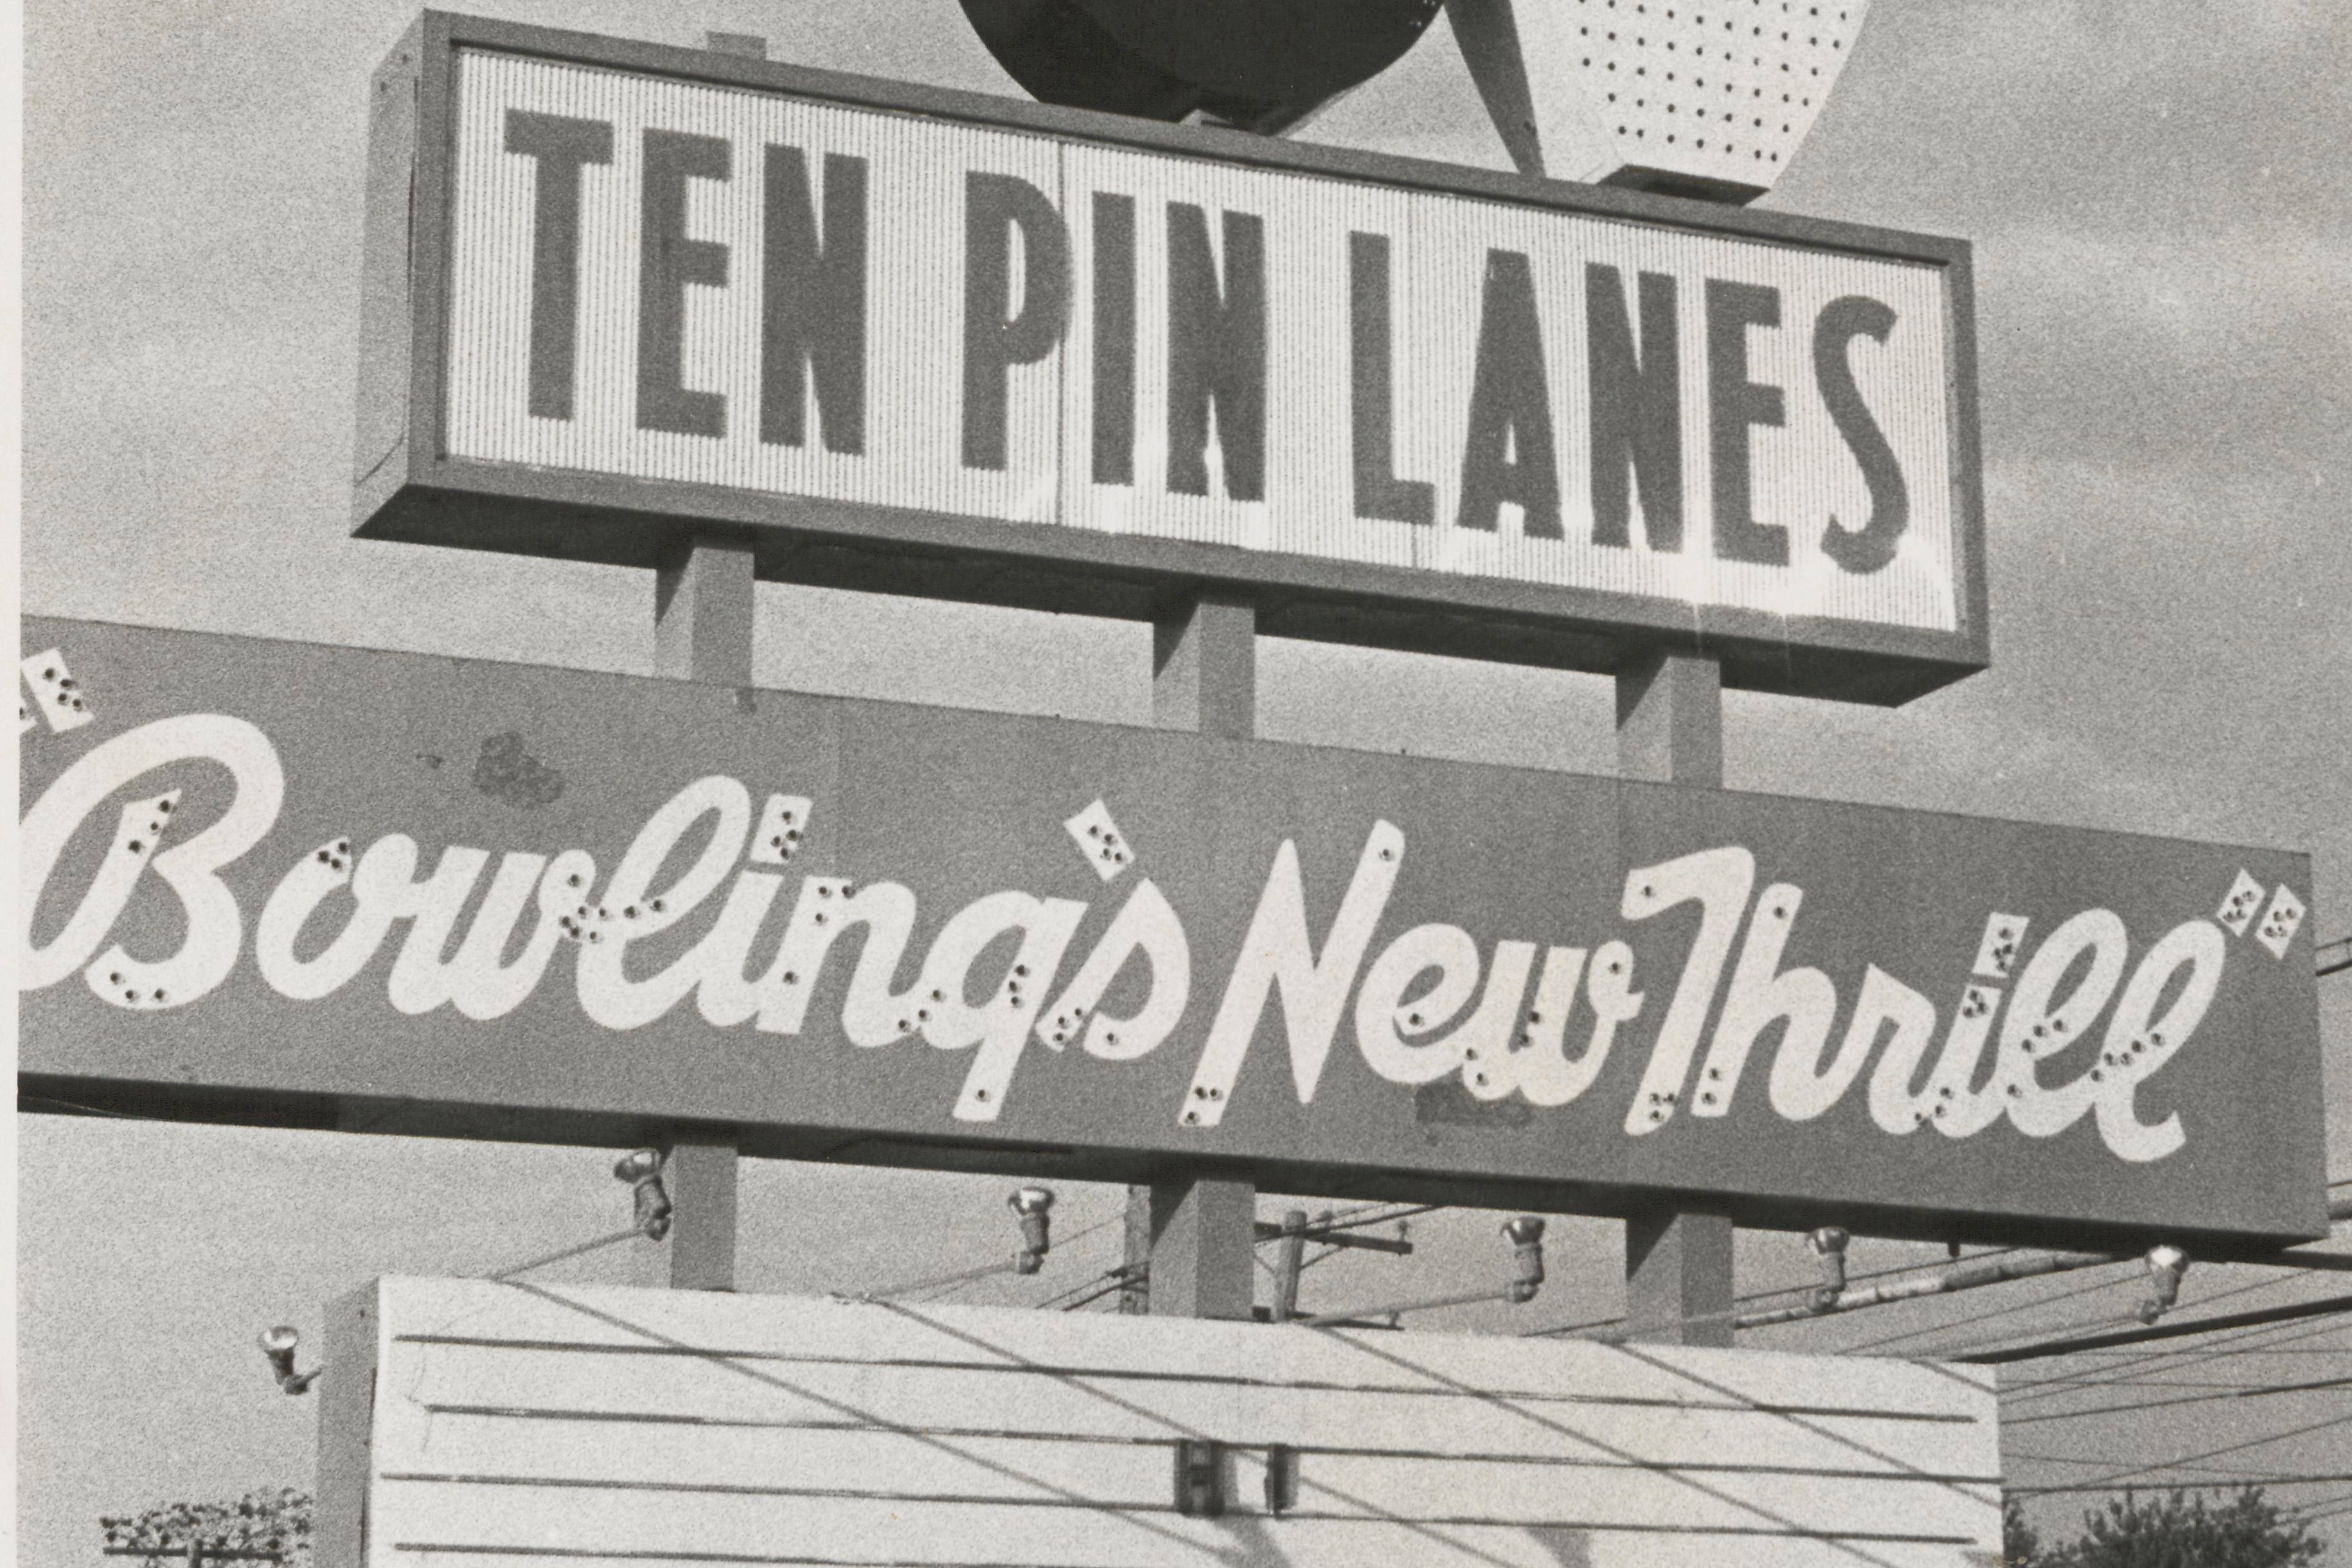 TEN PIN LANES
"Bowling's New Thrill"